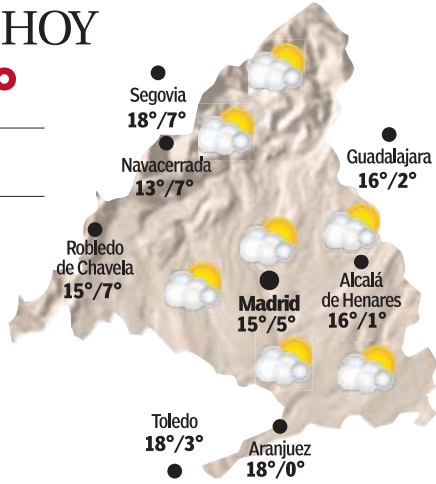 HOY
Segovia
18°/7°
Navacerrada
13°/7°
Guadalajara
16°/2°
Robledo
de Chavela
15°/7°
Madrid
15°/5°
Alcalá
de Henares
16°/1°
Toledo
18°/3°
Aranjuez
18°/0°